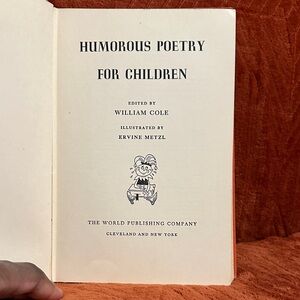 HUMOROUS POETRY
FOR CHILDREN
EDITED BY
WILLIAM COLE
ILLUSTRATED BY
ERVINE METZL
THE WORLD PUBLISHING COMPANY
CLEVELAND AND NEW YORK